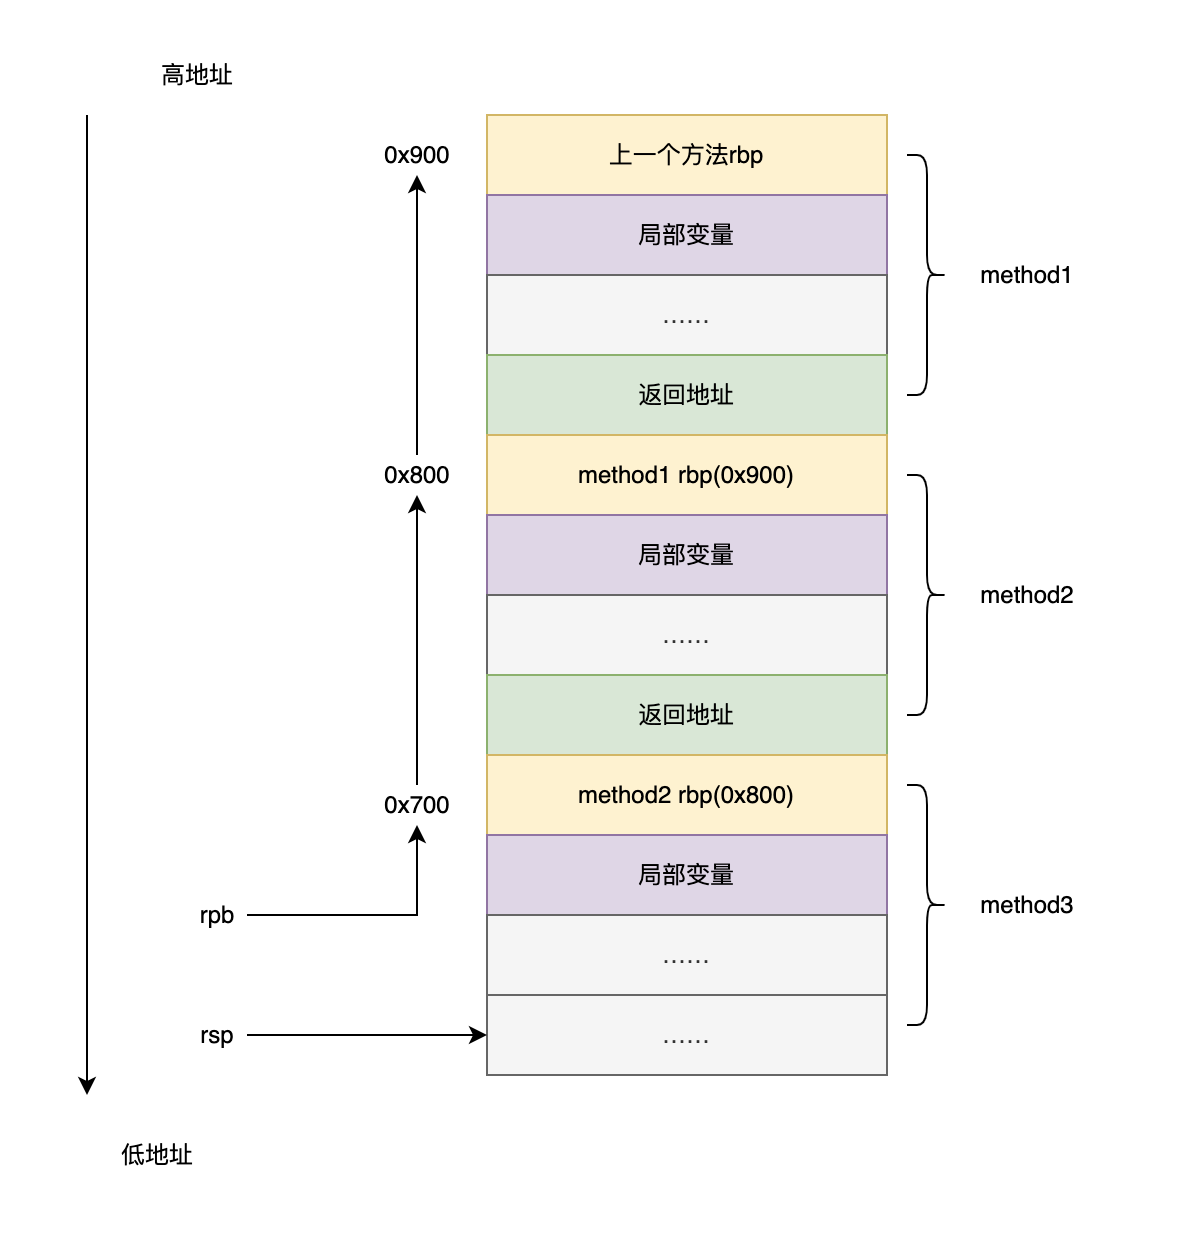 高地址
0x900
上一个方法rbp
局部变量
……
method1
返回地址
0x800
method1 rbp(0x900)
局部变量
method2
……
返回地址
0x700
method2 rbp(0x800)
局部变量
method3
rpb
……
rsp
……
低地址